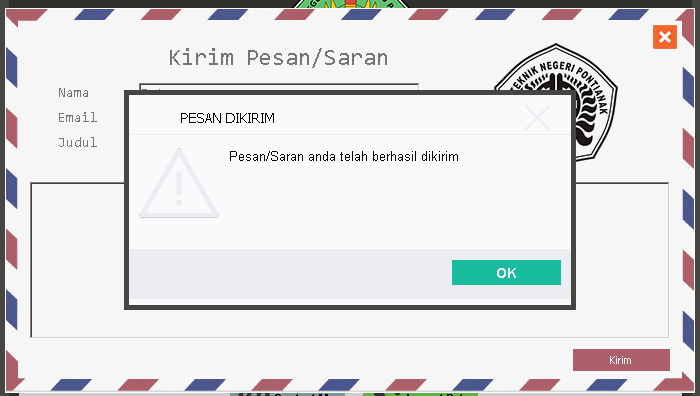 Kirim Pesan/Saran
TEKNIK NEGERI PONTIANAK
Nama
Email
Judul
PESAN DIKIRIM
Pesan/Saran anda telah berhasil dikirim
OK
Kirim